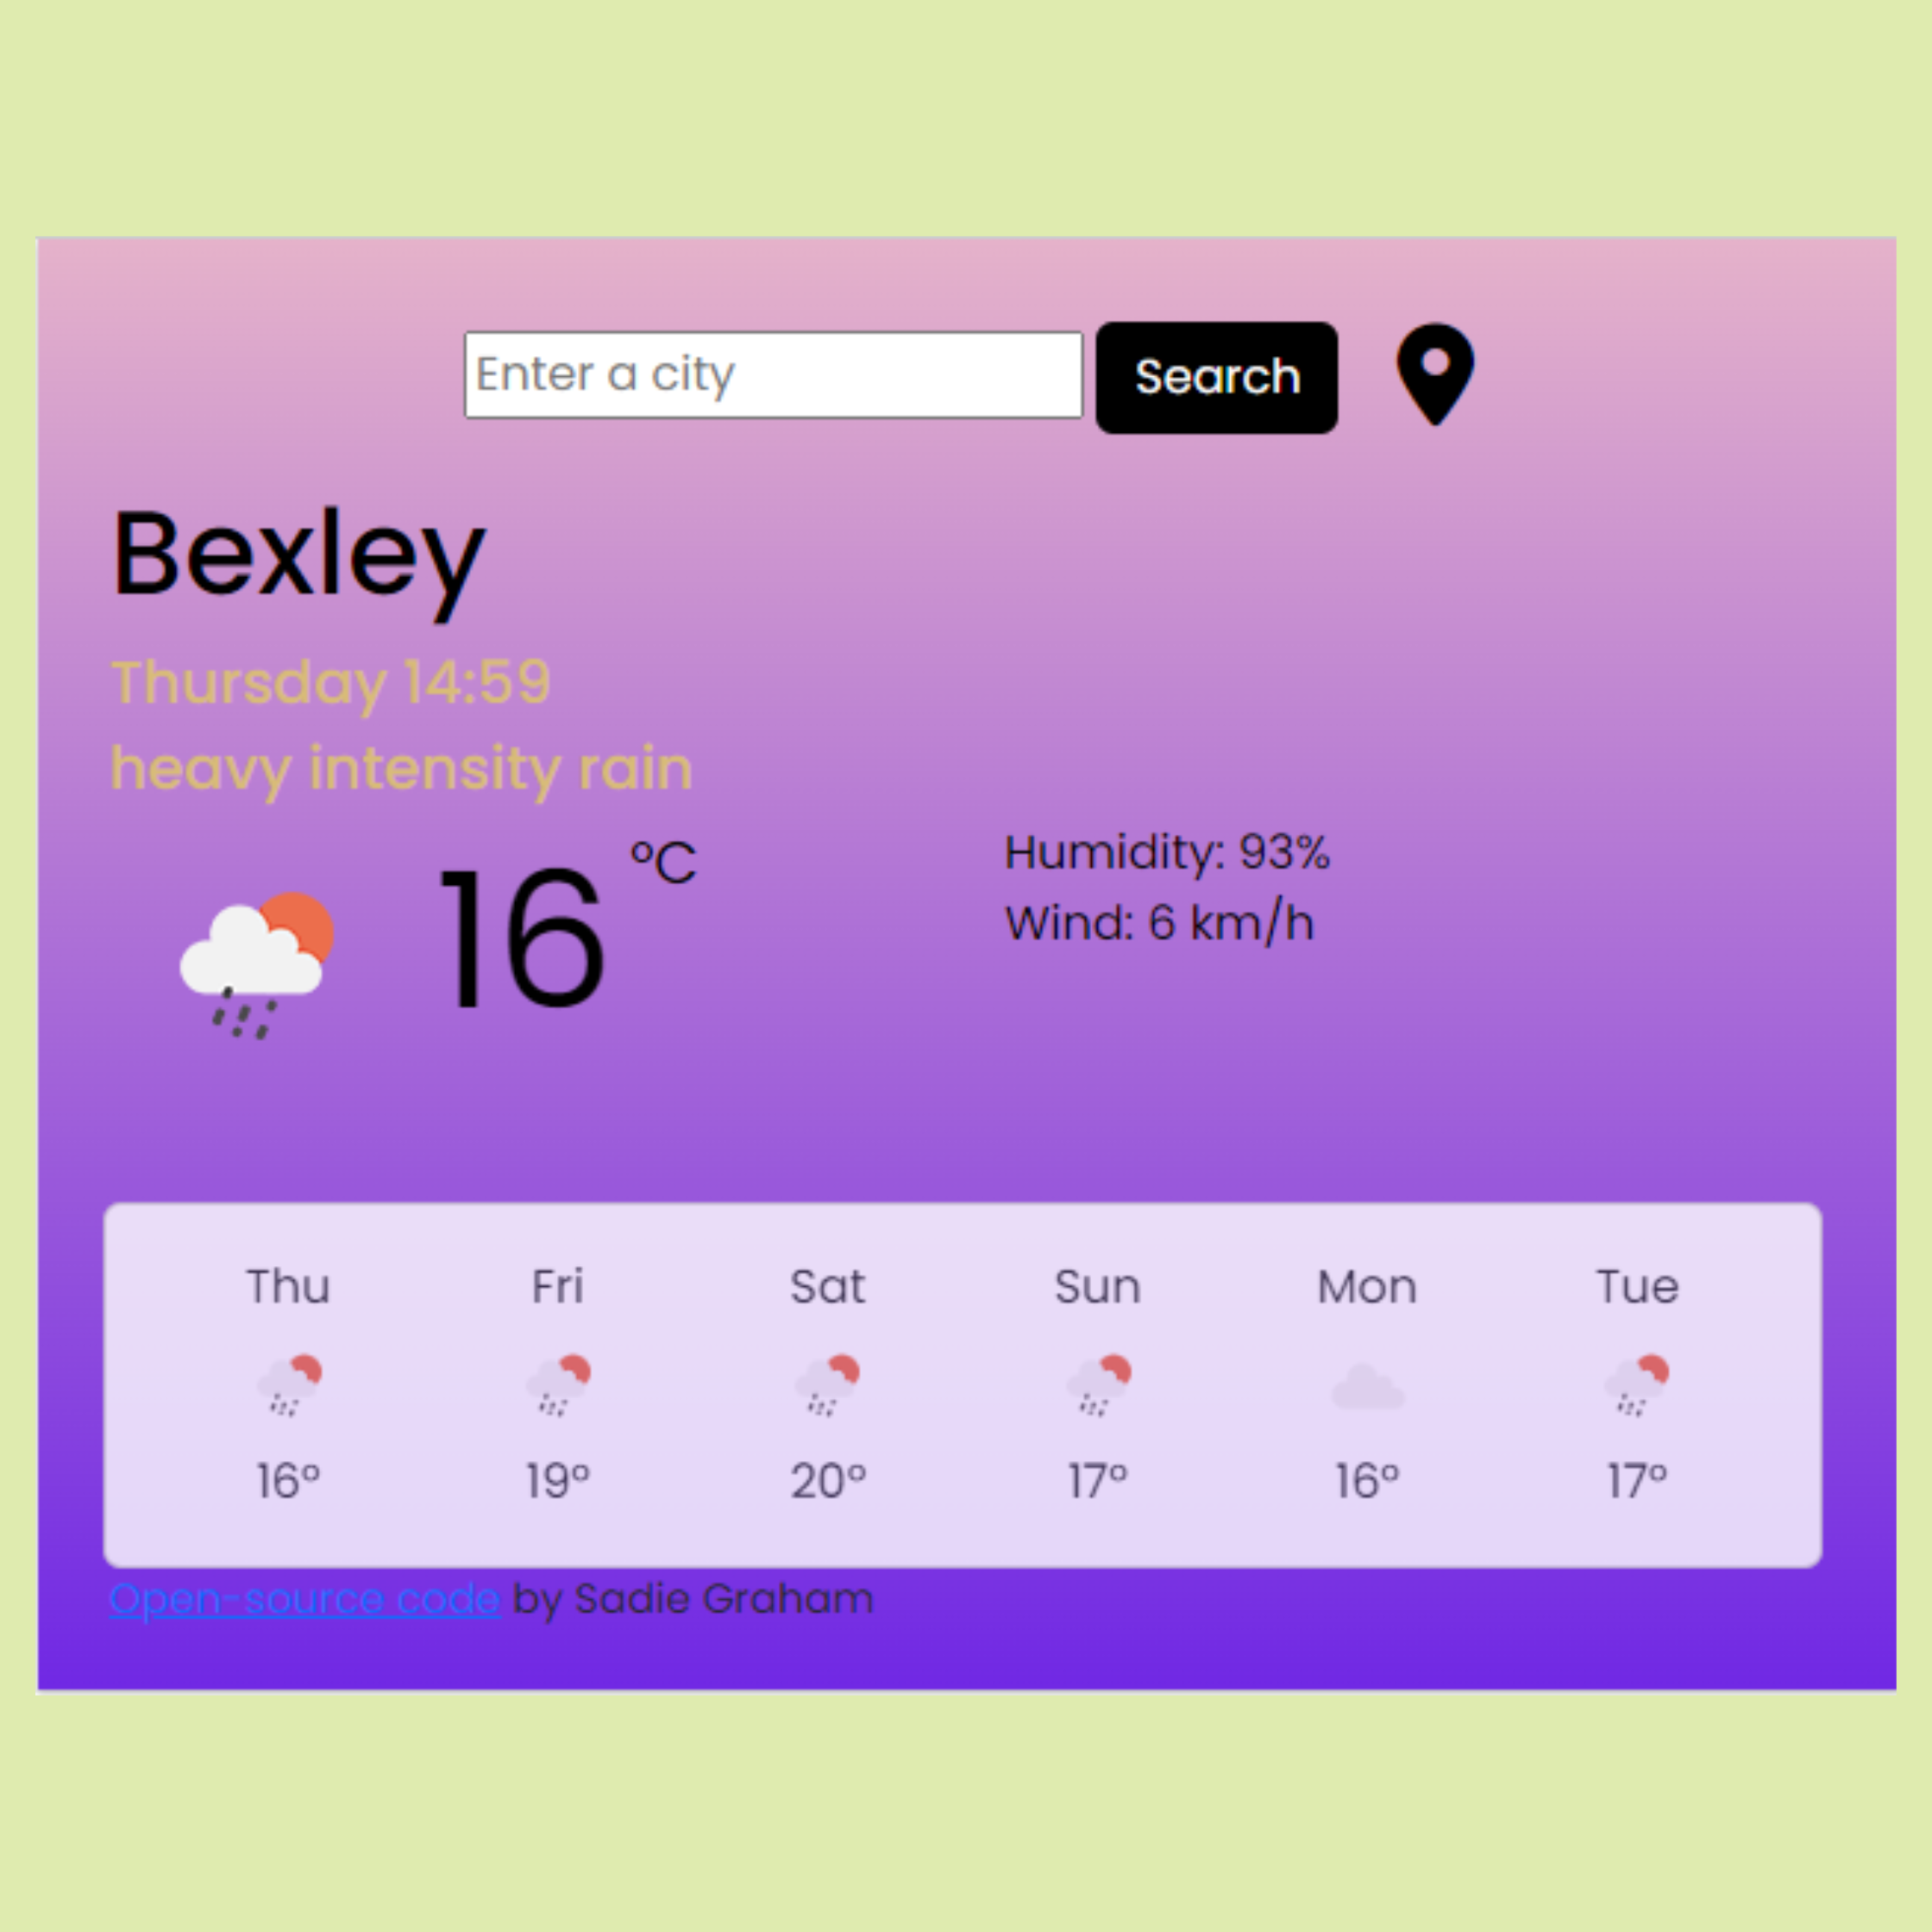 Enter a city
Search
Bexley
Thursday 14:59
heavy intensity rain
16 °C
Humidity: 93%
Wind: 6 km/h
Thu Fri Sat Sun Mon Tue
16° 19° 20° 17° 16° 17°
Open-source code by Sadie Graham